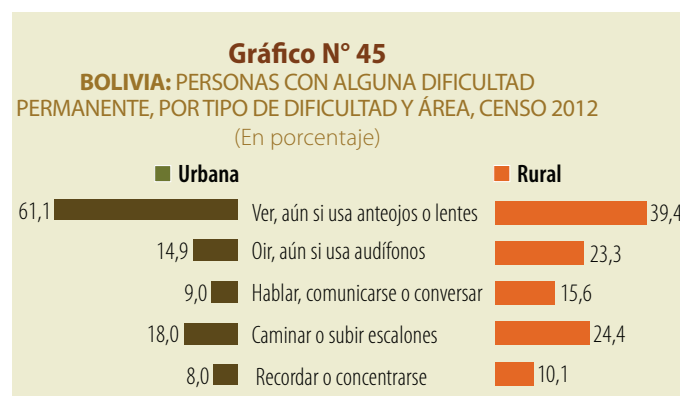 Gráfico N° 45
BOLIVIA: PERSONAS CON ALGUNA DIFICULTAD
PERMANENTE, POR TIPO DE DIFICULTAD Y ÁREA, CENSO 2012
(En porcentaje)
Urbana Rural
61,1 Ver, aún si usa anteojos o lentes 39,4
14,9 Oir, aún si usa audífonos 23,3
9,0 Hablar, comunicarse o conversar 15,6
18,0 Caminar o subir escalones 24,4
8,0 Recordar o concentrarse 10,1